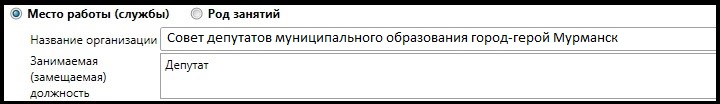 Место работы (службы) Род занятий
Название организации Совет депутатов муниципального образования город-герой Мурманск
Занимаемая Депутат
(замещаемая)
должность